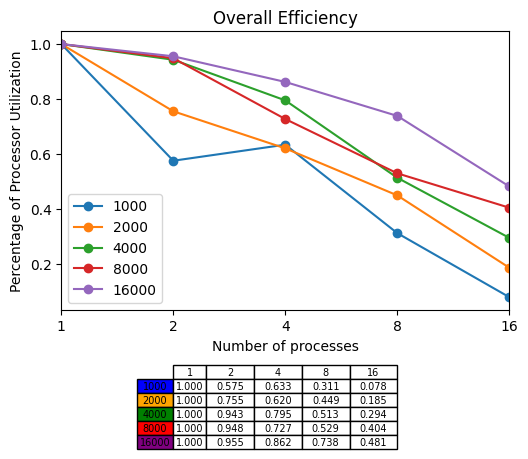 Overall Efficiency
Percentage of Processor Utilization
1.0
0.8
0.6
0.4
0.2
1000
2000
4000
8000
16000
1 2 4 8 16
Number of processes
1 2 4 8 16
1000 1.000 0.575 0.633 0.311 0.078
2000 1.000 0.755 0.620 0.449 0.185
4000 1.000 0.943 0.795 0.513 0.294
8000 1.000 0.948 0.727 0.529 0.404
16000 1.000 0.955 0.862 0.738 0.481